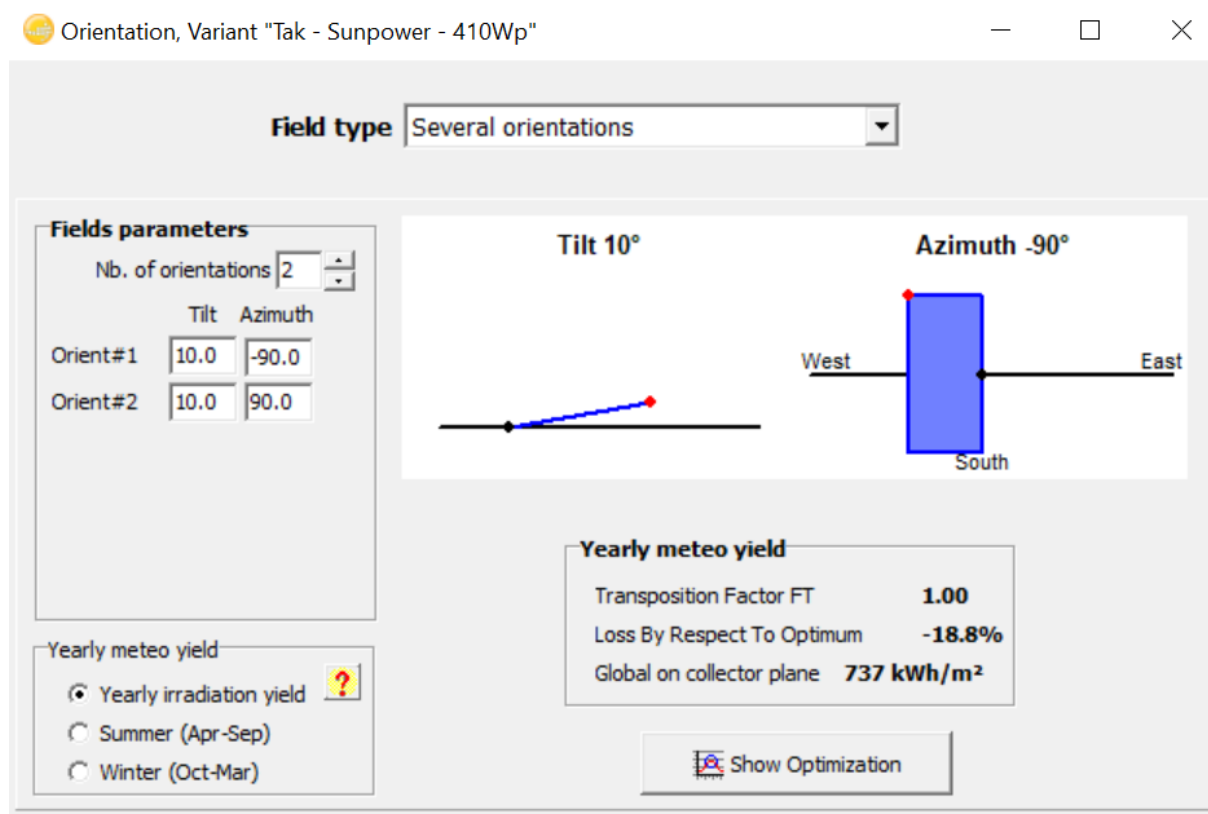 Orientation, Variant "Tak - Sunpower - 410Wp"
Field type Several orientations
Fields parameters
Nb. of orientations 2
Tilt Azimuth
Orient#1 10.0 -90.0
Orient#2 10.0 90.0
Tilt 10°
Azimuth -90°
West East
South
Yearly meteo yield
Transposition Factor FT 1.00
Loss By Respect To Optimum -18.8%
Global on collector plane 737 kWh/m²
Yearly meteo yield
?
Yearly irradiation yield
Summer (Apr-Sep)
Winter (Oct-Mar)
Show Optimization